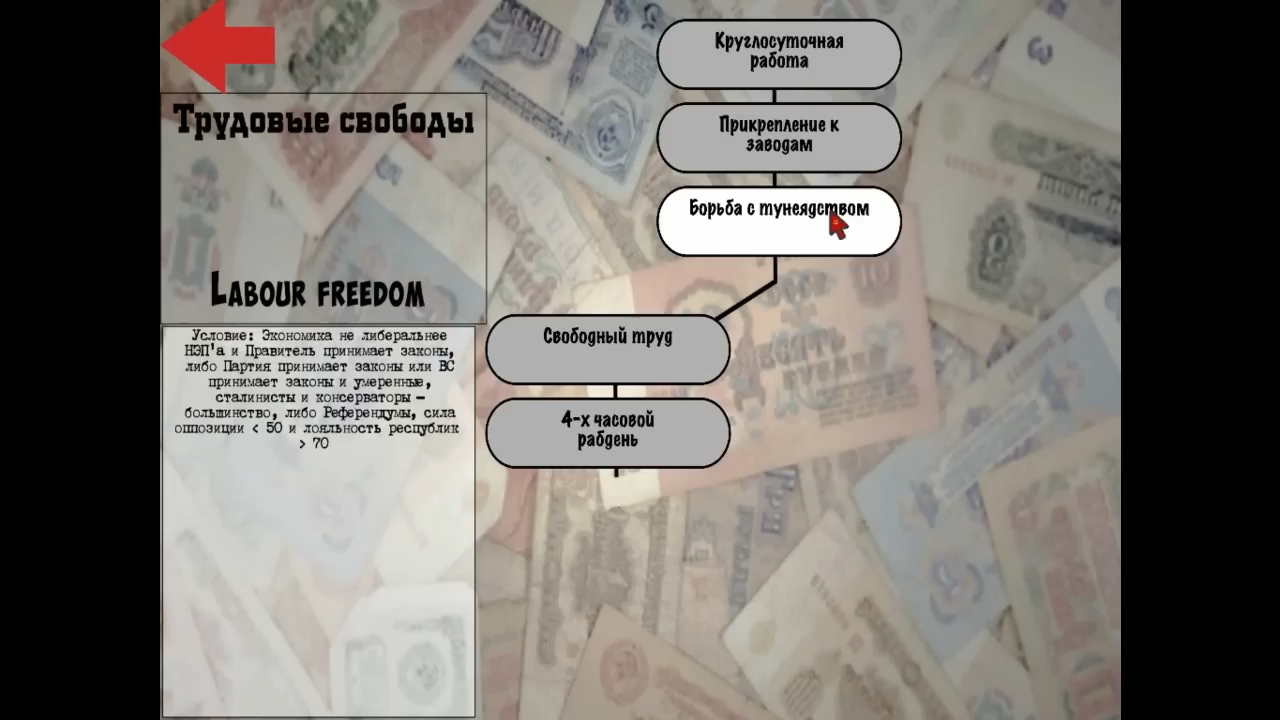 Трудовые свободы
Labour freedom
Условие: Экономика не либеральнее
НЭП'а и Правитель принимает законы,
либо Партия принимает законы или ВС
принимает законы и умеренные,
сталинисты и консерваторы –
большинство, либо Референдумы, сила
оппозиции < 50 и лояльность республик
> 70
Круглосуточная
работа
Прикрепление к
заводам
Борьба с тунеядством
Свободный труд
4-х часовой
рабдень